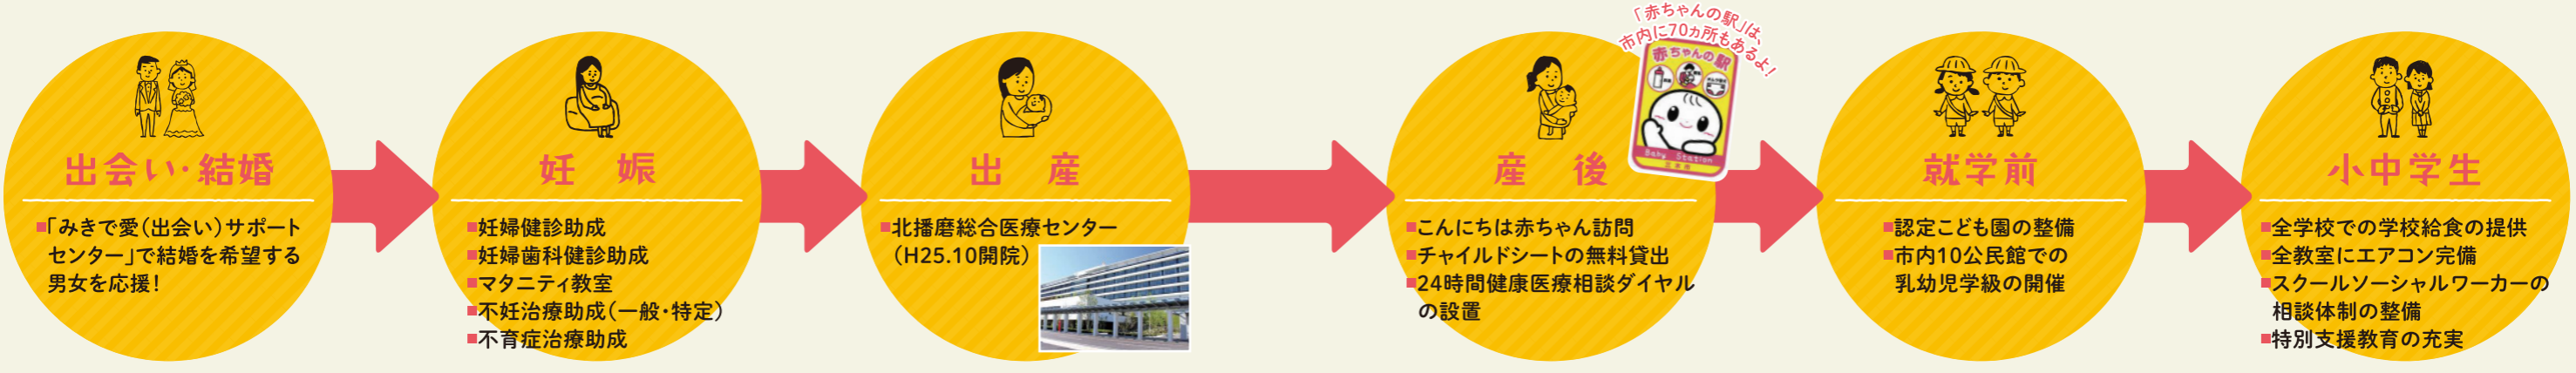 出会い・結婚
■「みきで愛（出会い）サポート
センター」で結婚を希望する
男女を応援！
妊　娠
■妊婦健診助成
■妊婦歯科健診助成
■マタニティ教室
■不妊治療助成（一般・特定）
■不育症治療助成
出　産
■北播磨総合医療センター
（H25.10開院）
産　後
「赤ちゃんの駅」は、
市内に70ヵ所もあるよ！
赤ちゃんの駅
Baby Station
■こんにちは赤ちゃん訪問
■チャイルドシートの無料貸出
■24時間健康医療相談ダイヤル
の設置
就学前
■認定こども園の整備
■市内10公民館での
乳幼児学級の開催
小中学生
■全学校での学校給食の提供
■全教室にエアコン完備
■スクールソーシャルワーカーの
相談体制の整備
■特別支援教育の充実